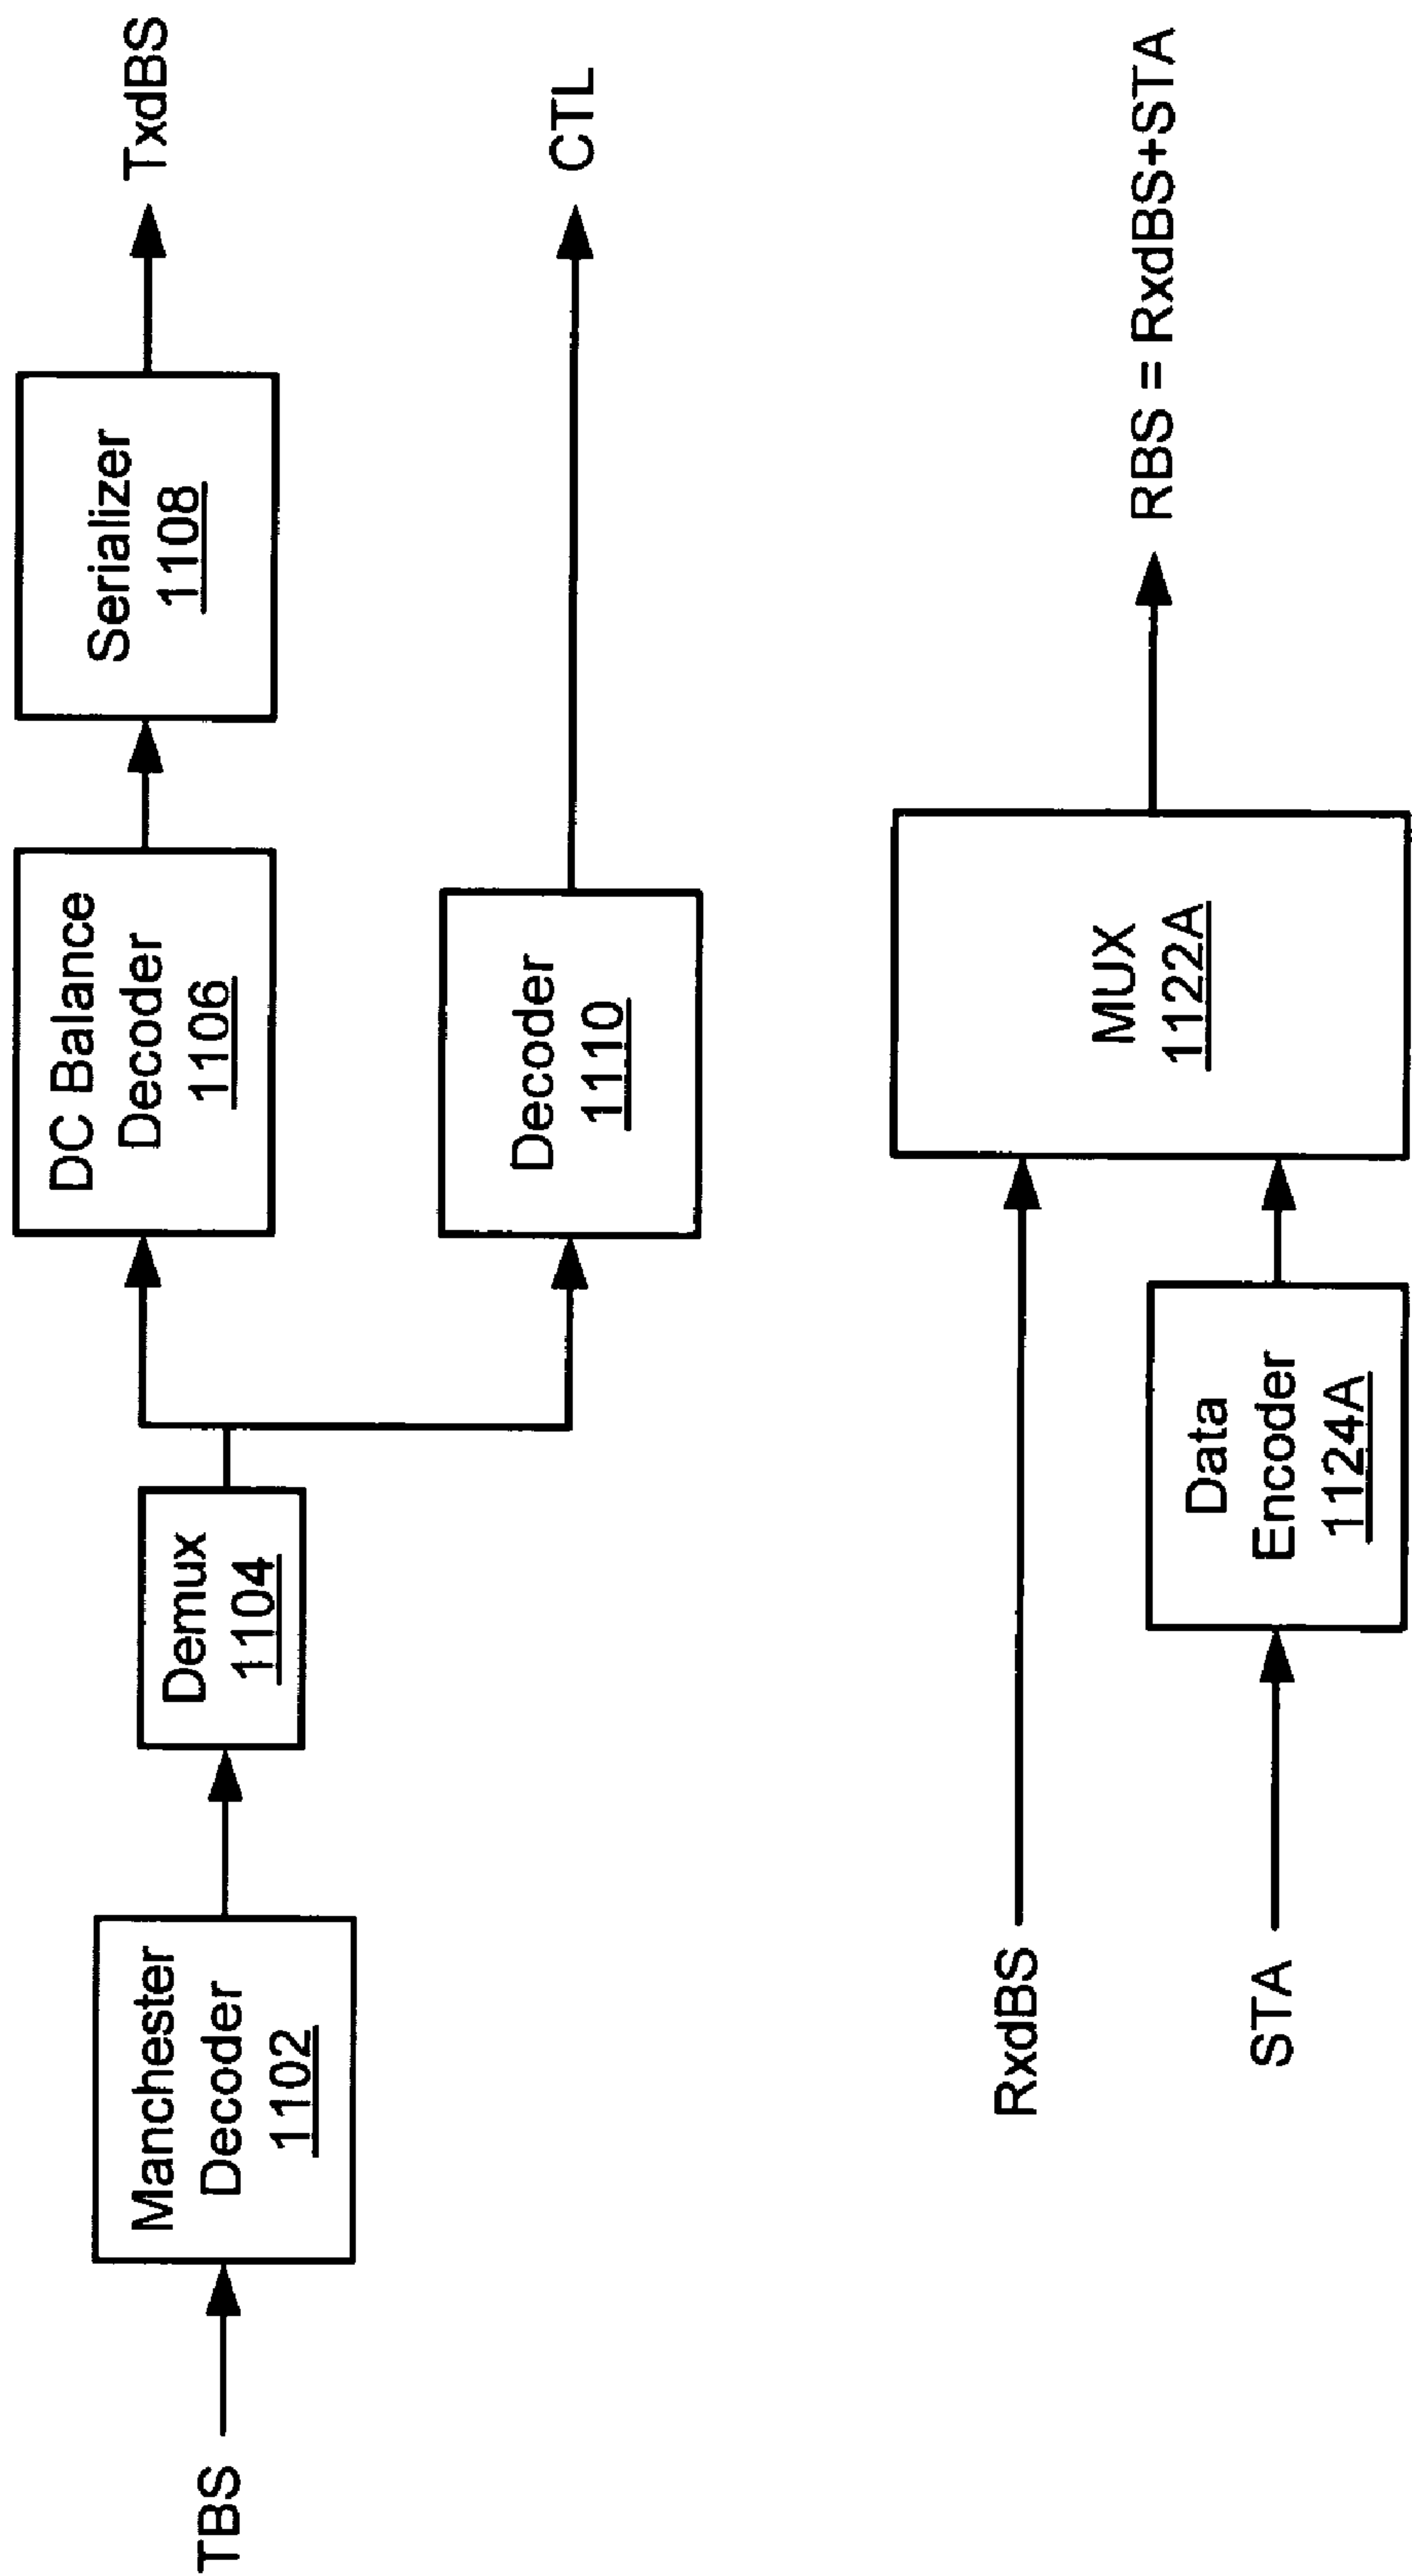 TBS
Manchester
Decoder
1102
Demux
1104
DC Balance
Decoder
1106
Serializer
1108
TxdBS
Decoder
1110
CTL
RxdBS
STA
Data
Encoder
1124A
MUX
1122A
RBS = RxdBS+STA